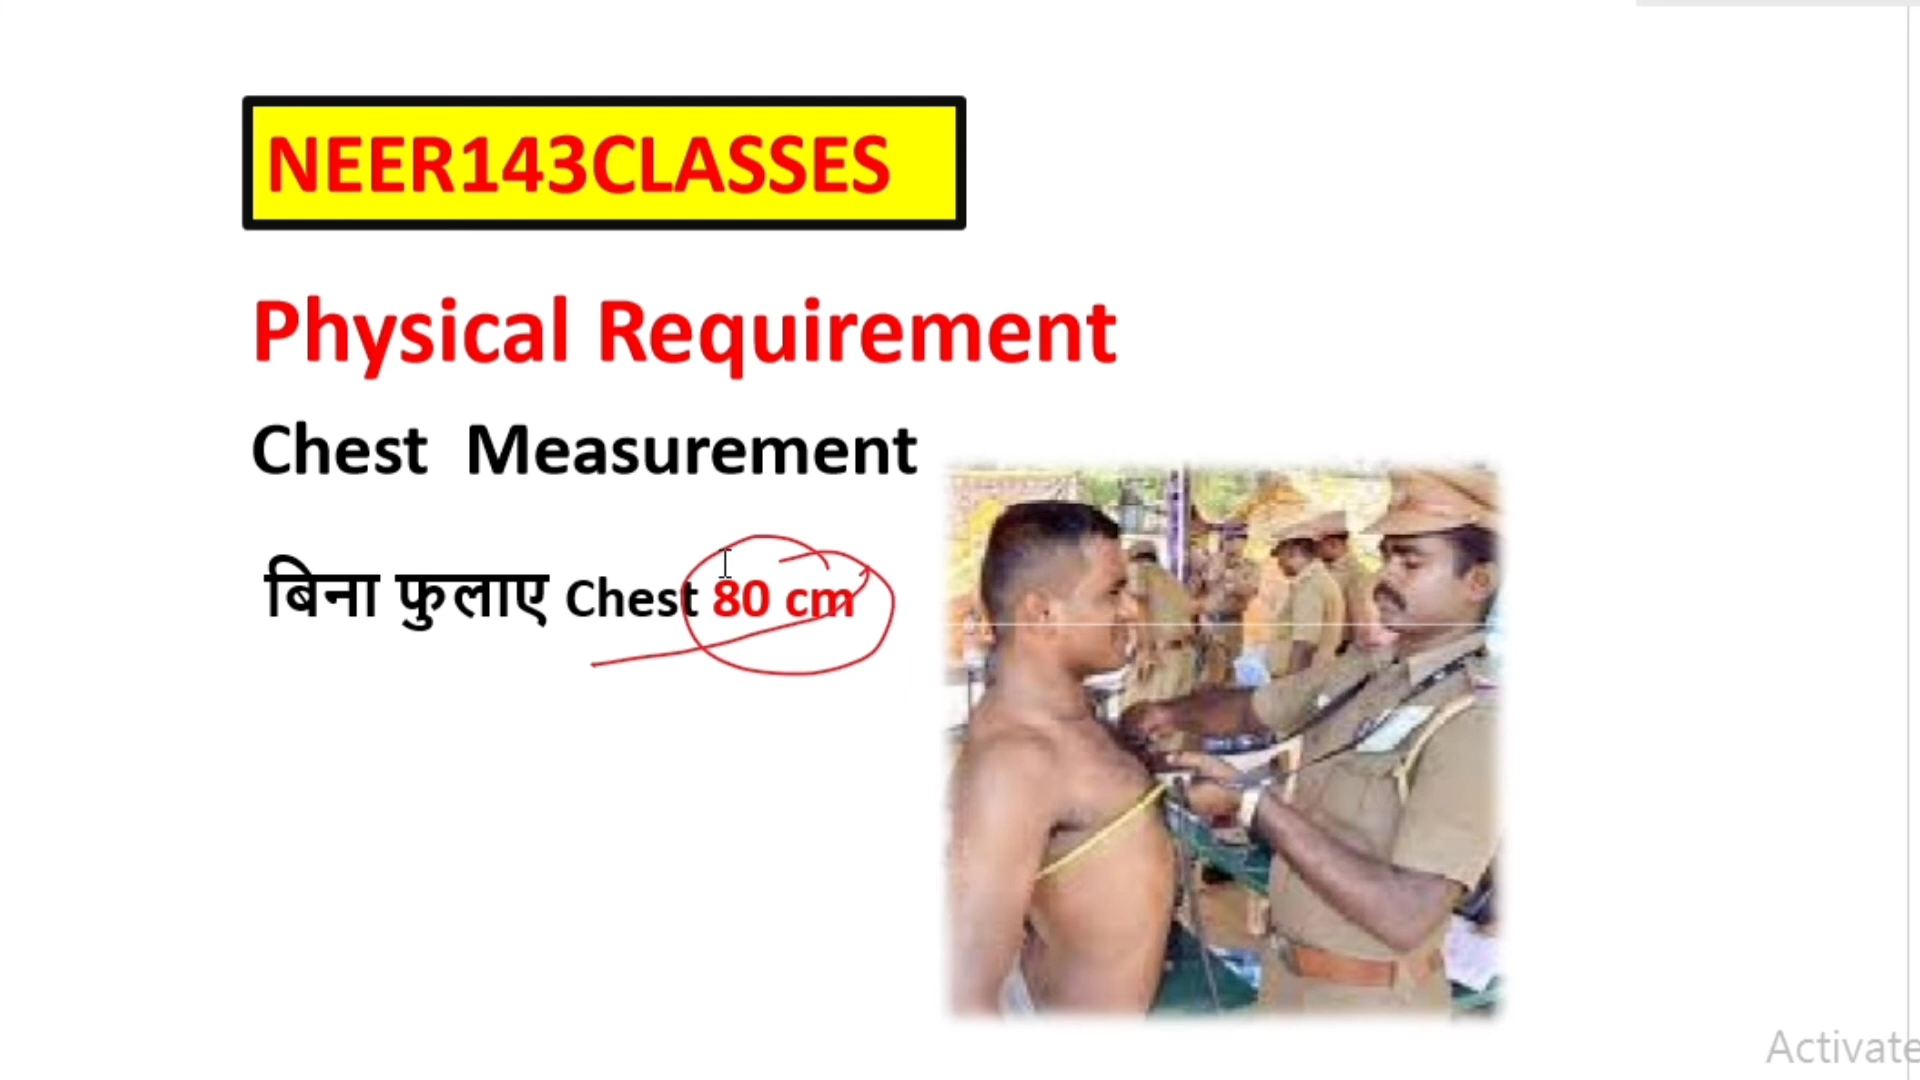 NEER143CLASSES
Physical Requirement
Chest Measurement
बिना फुलाए Chest 80 cm
Activate